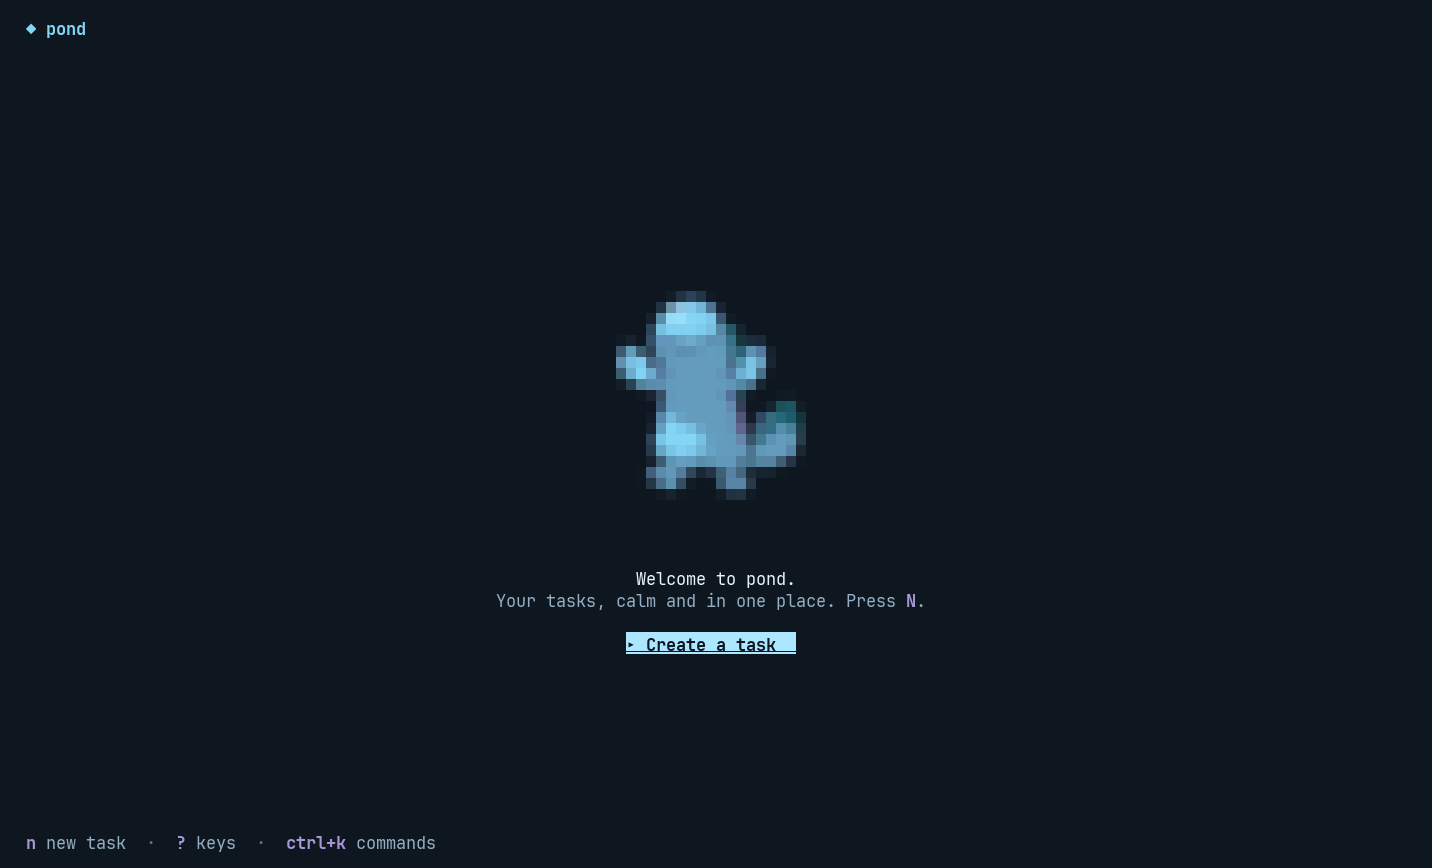 ◆ pond
Welcome to pond.
Your tasks, calm and in one place. Press N.
▸ Create a task
n new task · ? keys · ctrl+k commands